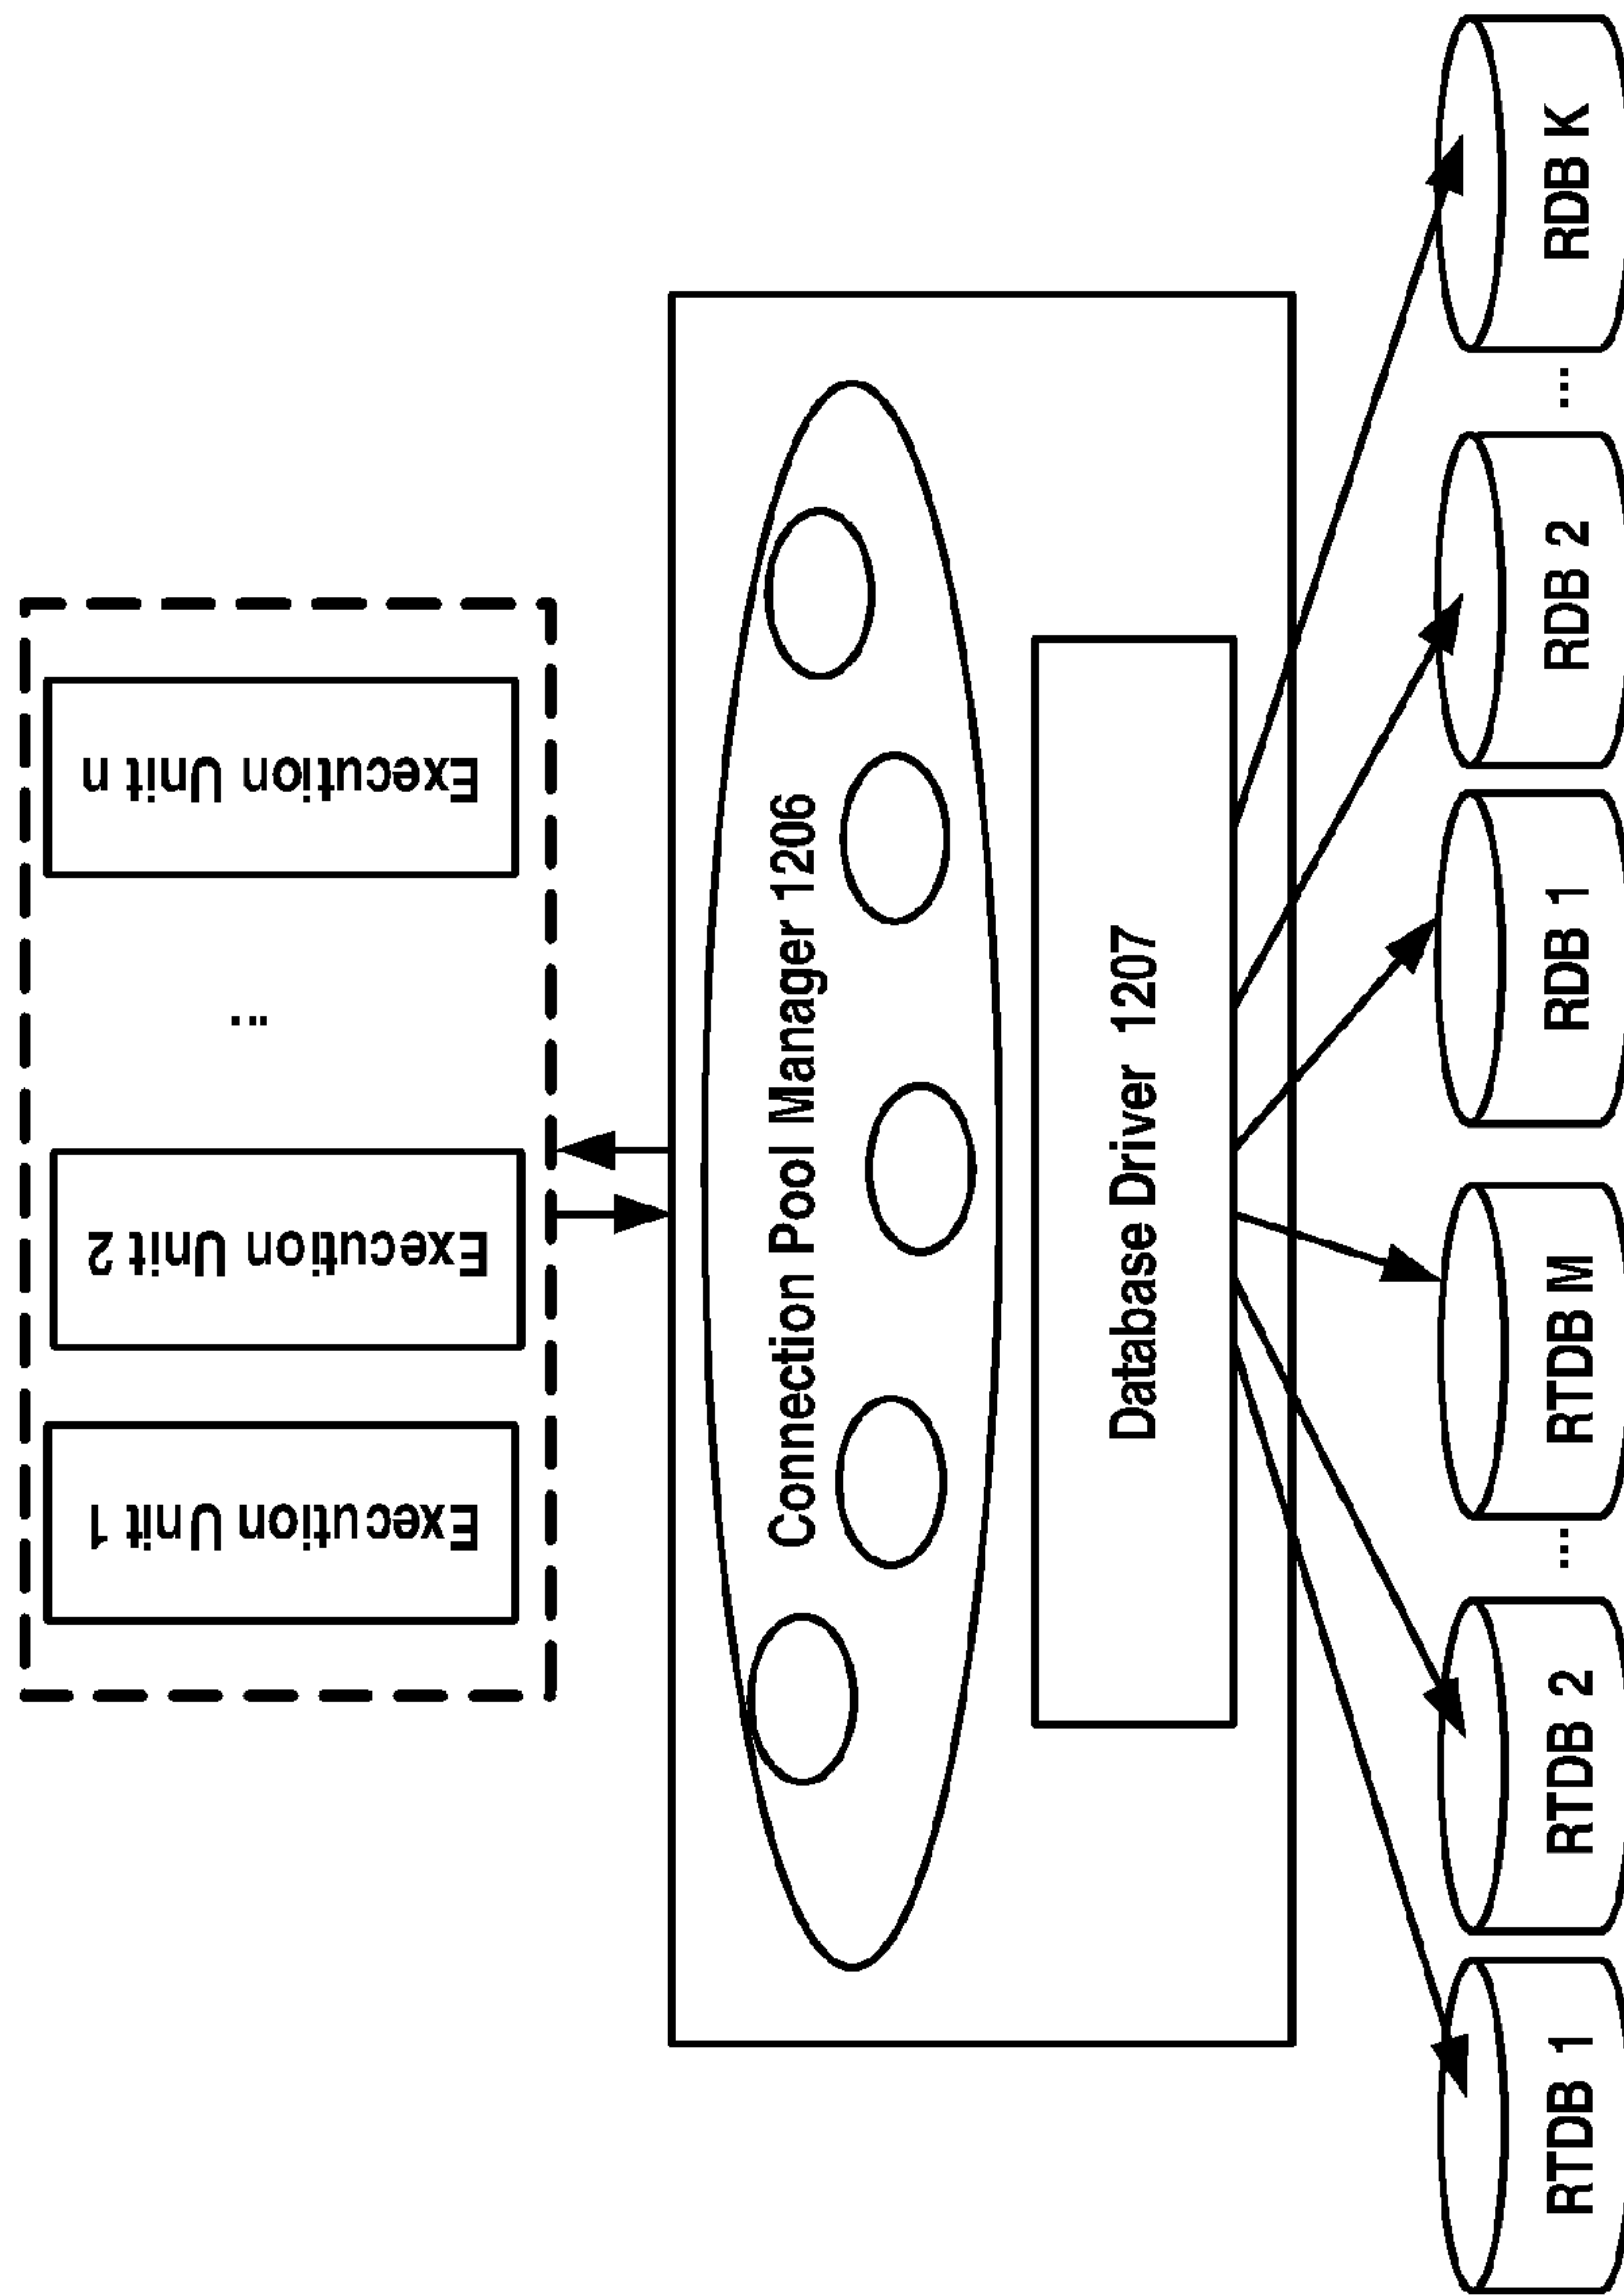 Execution Unit 1
Execution Unit 2
...
Execution Unit n
Connection Pool Manager 1206
Database Driver 1207
RTDB 1
RTDB 2
...
RTDB M
RDB 1
RDB 2
...
RDB K